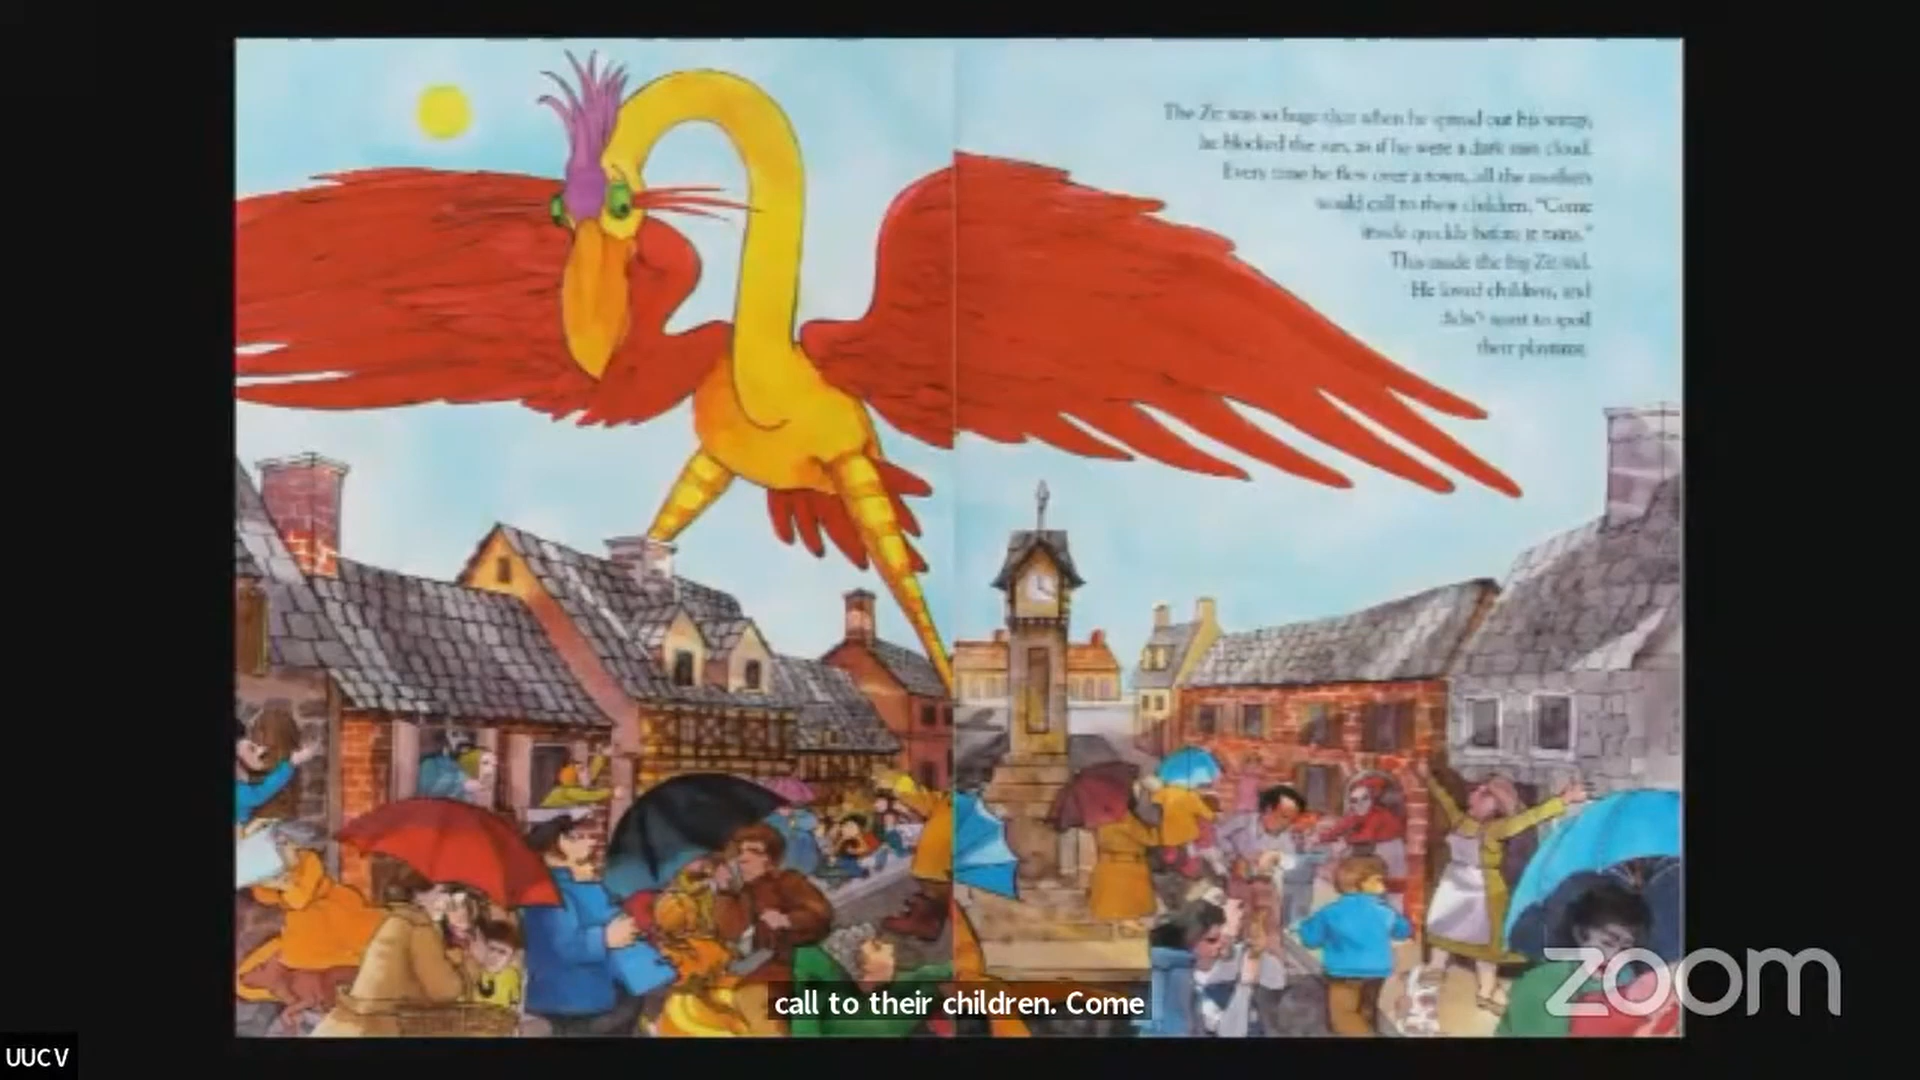 The Ziz was so huge that when he spread out his wings,
he blocked the sun, as if he were a dark rain cloud.
Every time he flew over a town, all the mothers
would call to their children, "Come
inside quickly before it rains."
This made the big Ziz sad.
He loved children, and
didn't want to spoil
their playtime.
call to their children. Come
zoom
UUCV